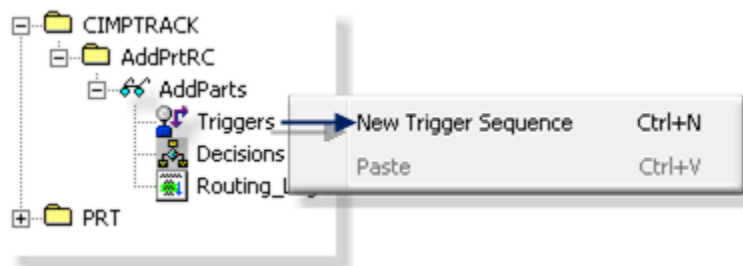 CIMPTRACK
AddPrtRC
AddParts
Triggers
New Trigger Sequence Ctrl+N
Decisions
Paste Ctrl+V
PRT